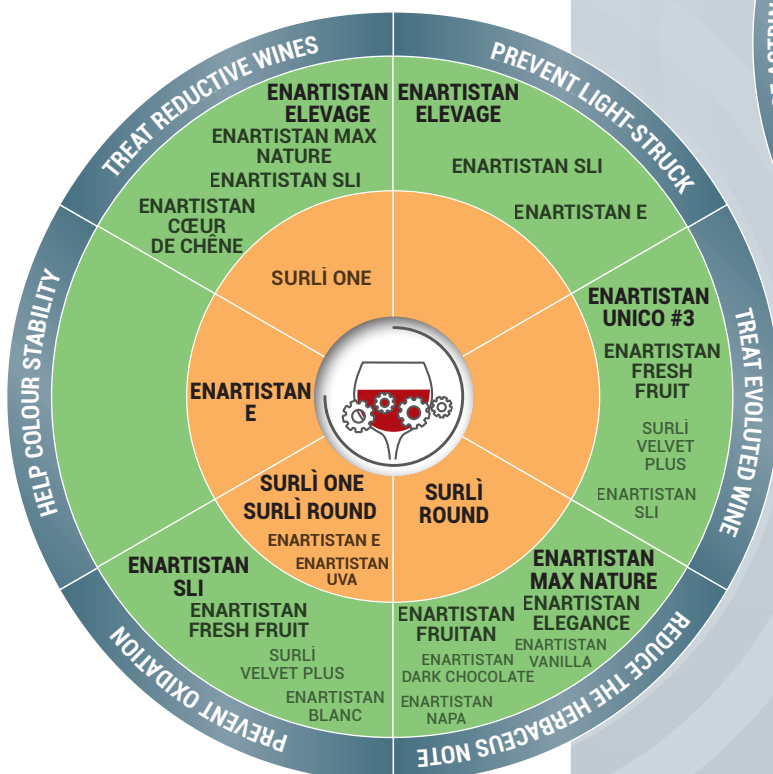 TREAT REDUCTIVE WINES
ENARTISTAN
ELEVAGE
ENARTISTAN MAX
NATURE
ENARTISTAN SLI
ENARTISTAN
CŒUR
DE CHÊNE
SURLÌ ONE
PREVENT LIGHT-STRUCK
ENARTISTAN
ELEVAGE
ENARTISTAN SLI
ENARTISTAN E
TREAT EVOLUTED WINE
ENARTISTAN
UNICO #3
ENARTISTAN
FRESH
FRUIT
SURLÌ
VELVET
PLUS
ENARTISTAN
SLI
REDUCE THE HERBACEUS NOTE
SURLÌ
ROUND
ENARTISTAN
MAX NATURE
ENARTISTAN
ELEGANCE
ENARTISTAN
VANILLA
ENARTISTAN
FRUITAN
ENARTISTAN
DARK CHOCOLATE
ENARTISTAN
NAPA
PREVENT OXIDATION
SURLÌ ONE
SURLÌ ROUND
ENARTISTAN E
ENARTISTAN
UVA
ENARTISTAN
SLI
ENARTISTAN
FRESH FRUIT
SURLÌ
VELVET PLUS
ENARTISTAN
BLANC
HELP COLOUR STABILITY
ENARTISTAN
E